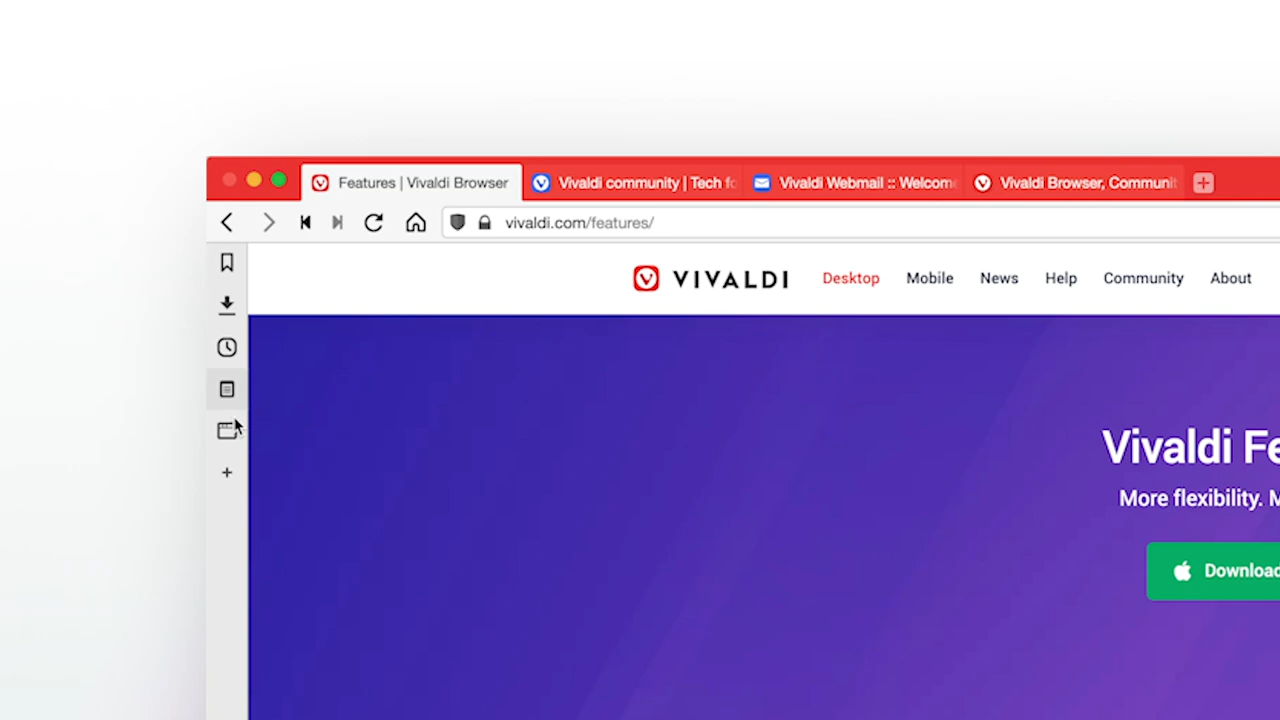 Features | Vivaldi Browser
Vivaldi community | Tech fo
Vivaldi Webmail :: Welcome
Vivaldi Browser, Communit
vivaldi.com/features/
VIVALDI Desktop Mobile News Help Community About
Vivaldi Fe
More flexibility. M
Download